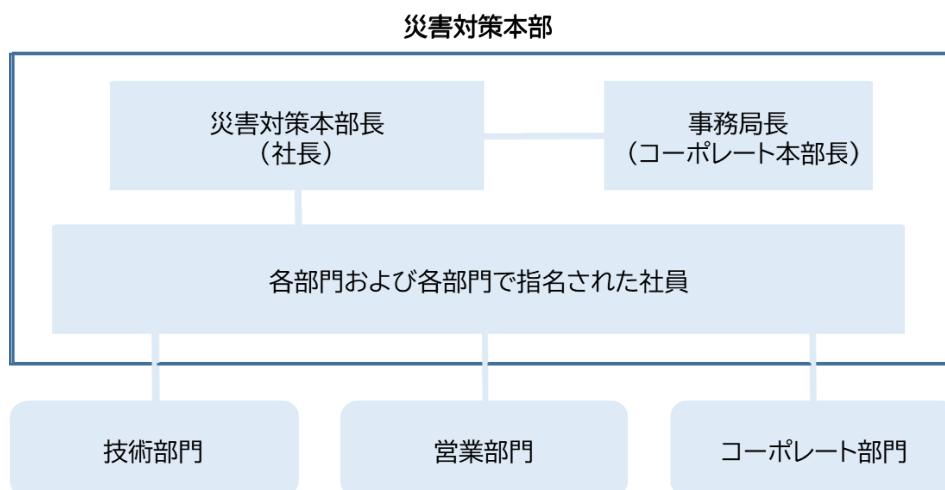 災害対策本部
災害対策本部長
（社長）
事務局長
（コーポレート本部長）
各部門および各部門で指名された社員
技術部門
営業部門
コーポレート部門